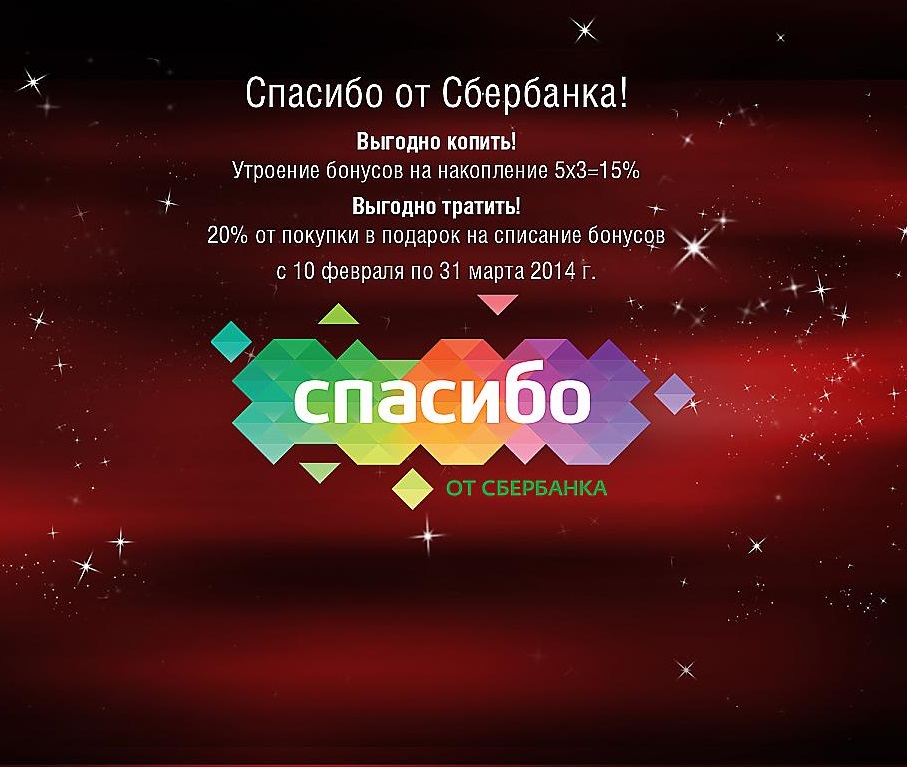 Спасибо от Сбербанка!
Выгодно копить!
Утроение бонусов на накопление 5х3=15%
Выгодно тратить!
20% от покупки в подарок на списание бонусов
с 10 февраля по 31 марта 2014 г.
спасибо
ОТ СБЕРБАНКА